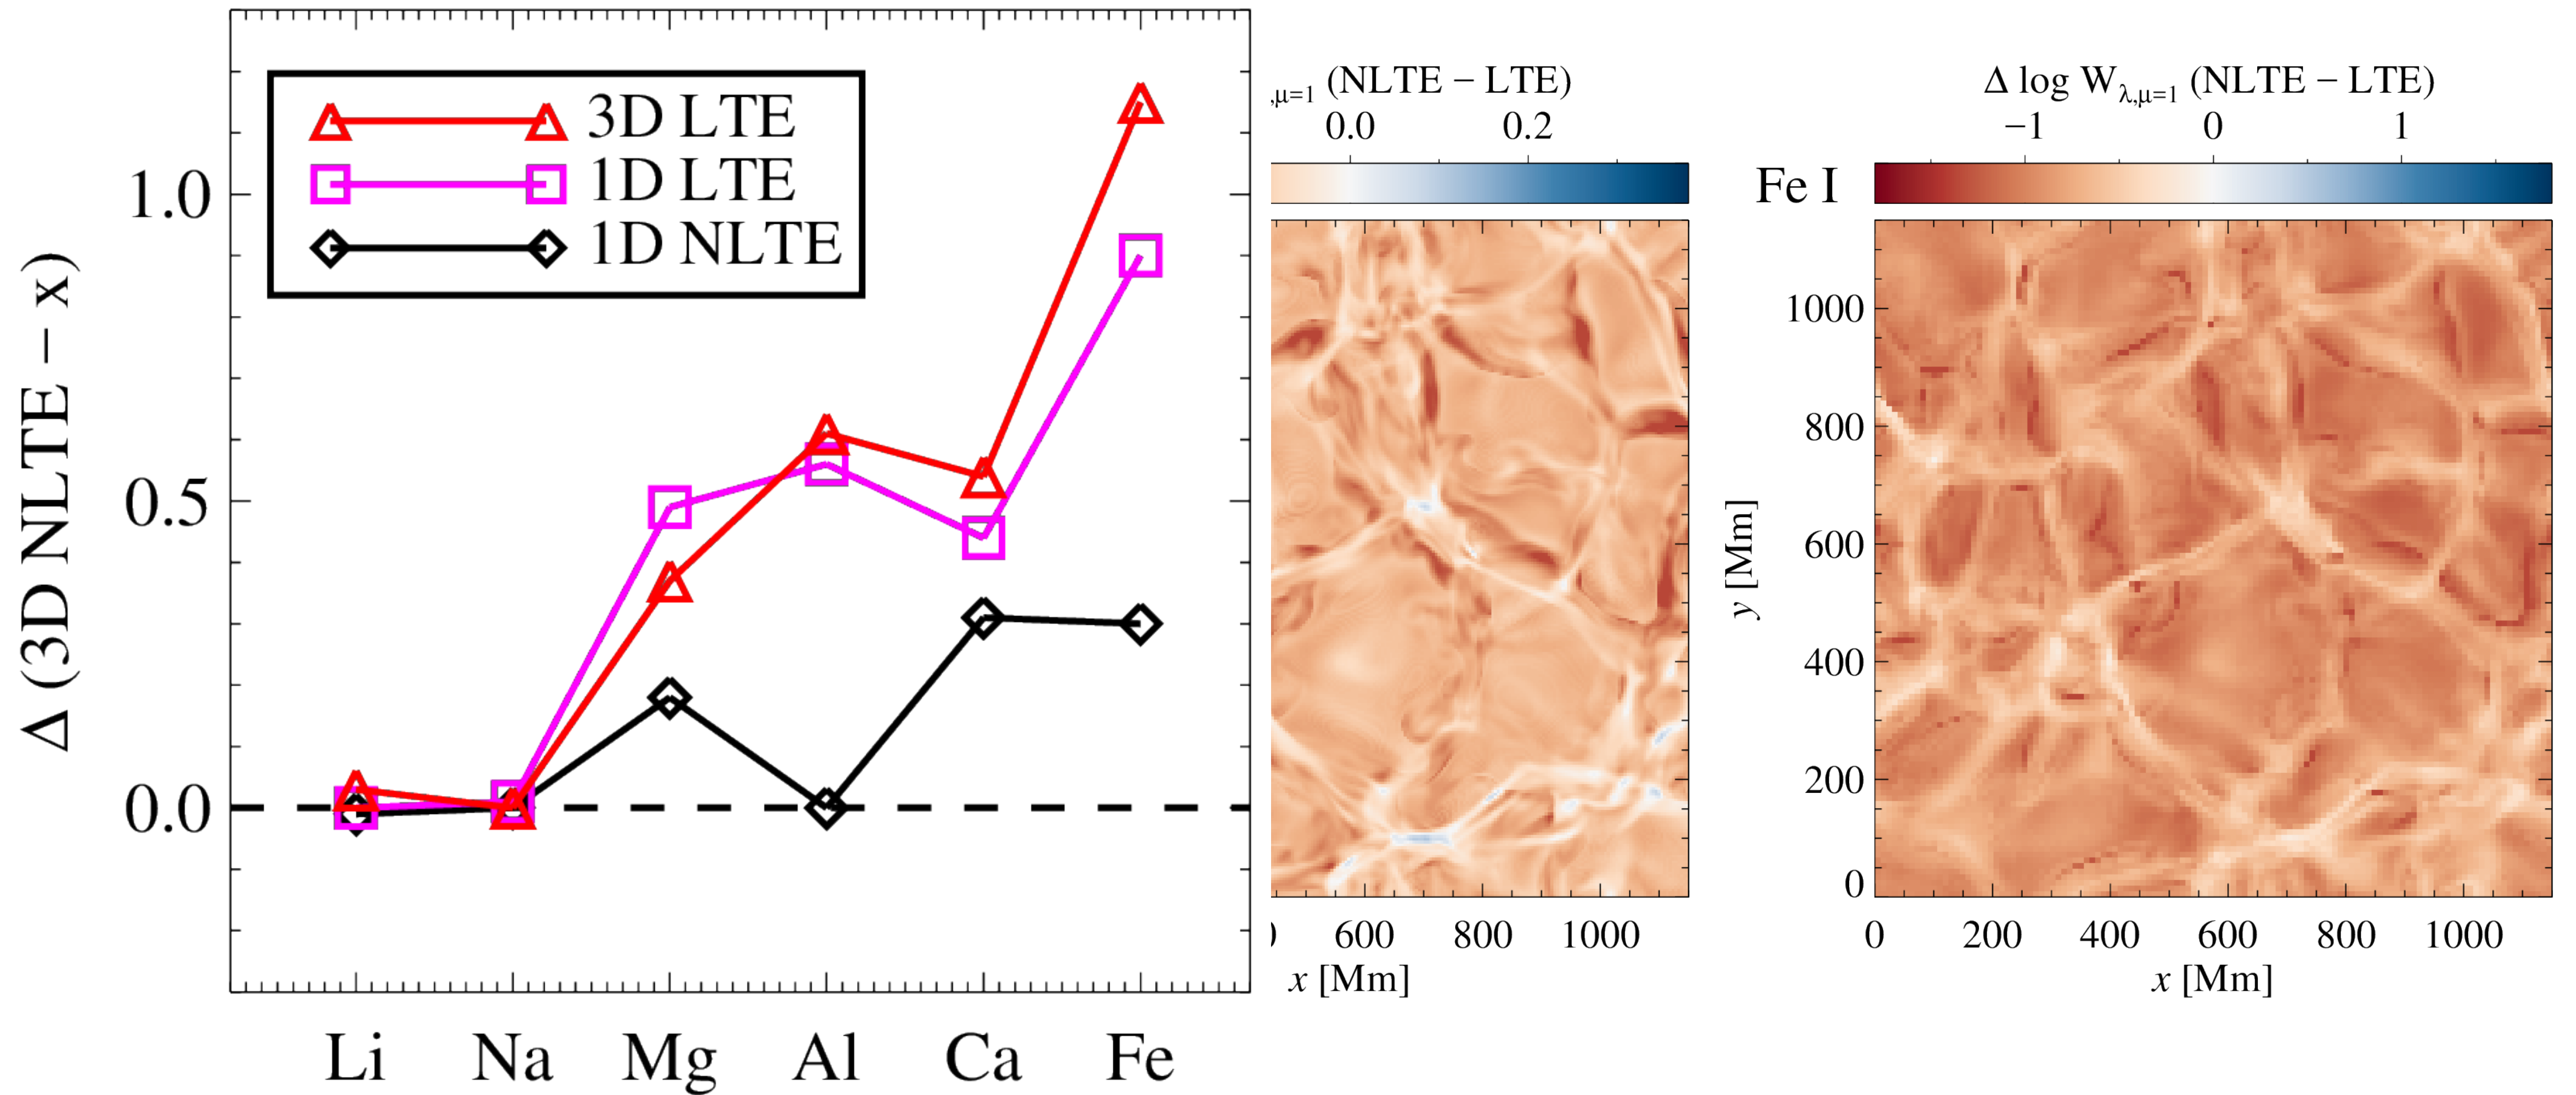 Δ (3D NLTE − x)
1.0
0.5
0.0
3D LTE
1D LTE
1D NLTE
Li Na Mg Al Ca Fe
,μ=1 (NLTE − LTE)
0.0 0.2
600 800 1000
x [Mm]
Δ log Wλ,μ=1 (NLTE − LTE)
−1 0 1
Fe I
y [Mm]
1000
800
600
400
200
0
0 200 400 600 800 1000
x [Mm]